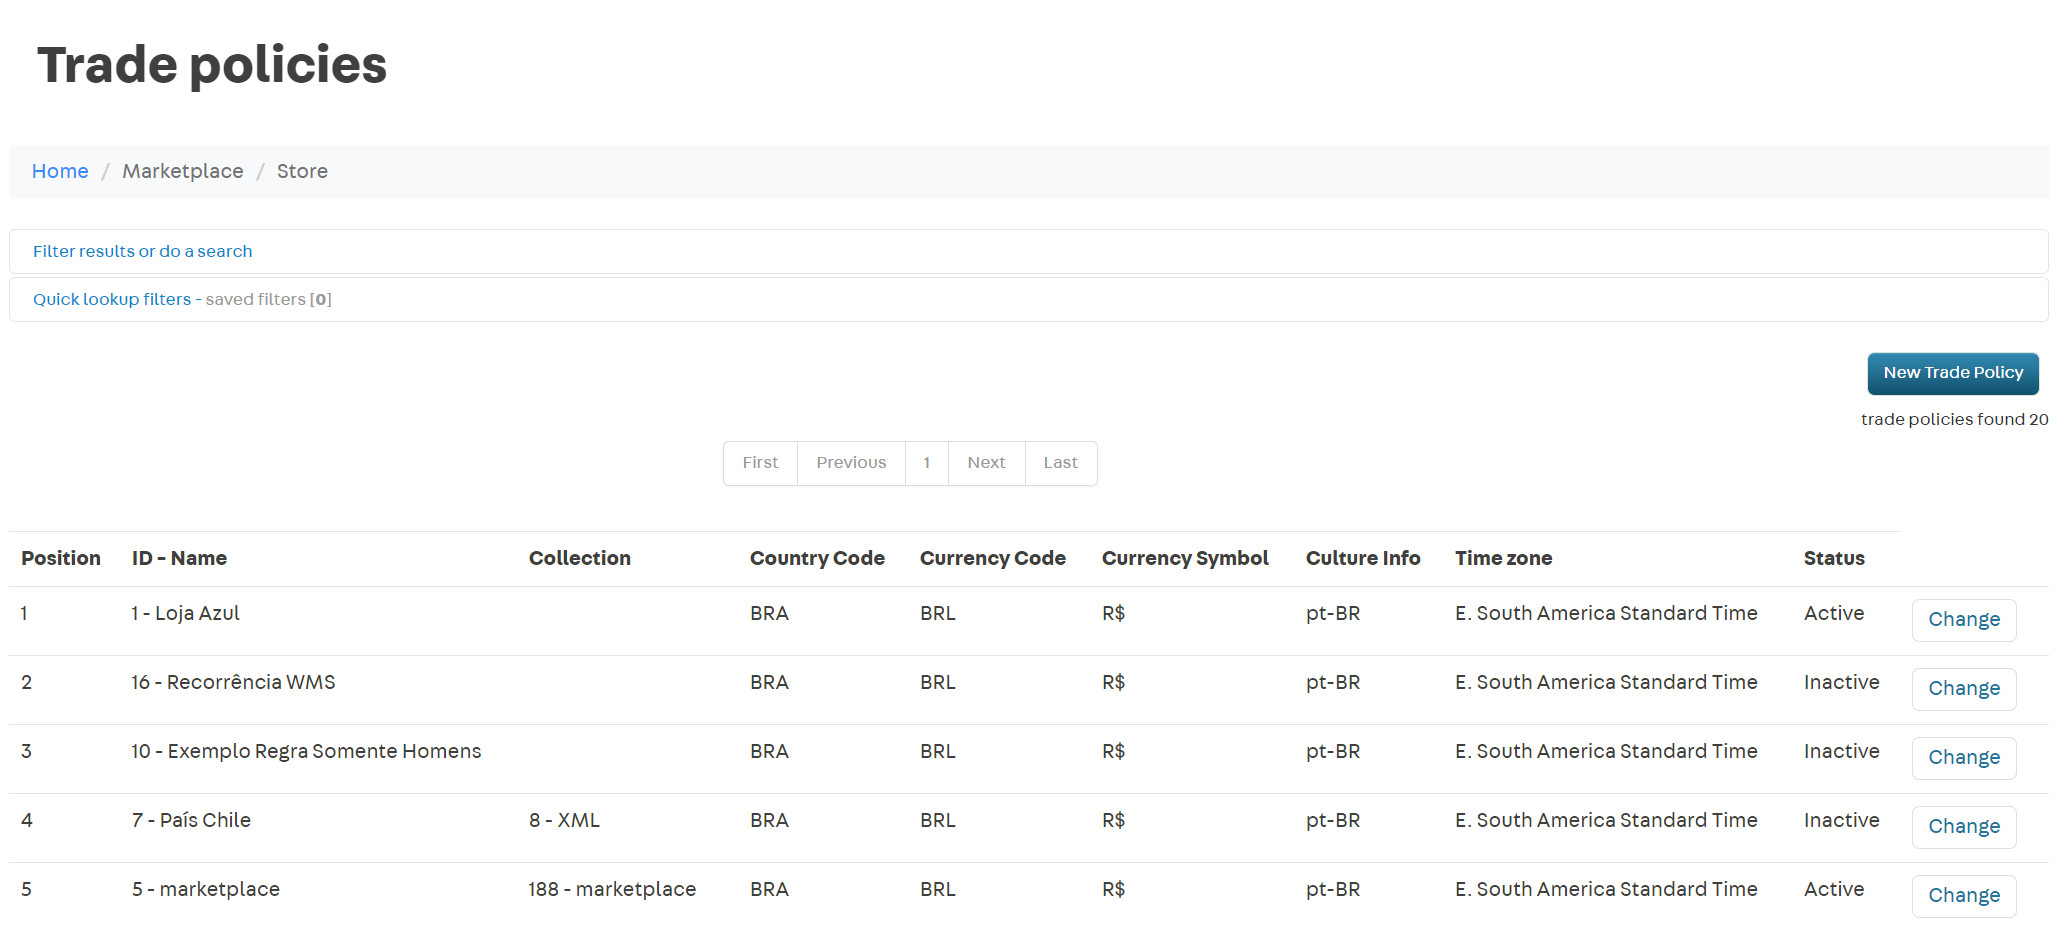 Trade policies
Home / Marketplace / Store
Filter results or do a search
Quick lookup filters - saved filters [0]
New Trade Policy
trade policies found 20
First Previous 1 Next Last
Position ID - Name Collection Country Code Currency Code Currency Symbol Culture Info Time zone Status
1 1 - Loja Azul BRA BRL R$ pt-BR E. South America Standard Time Active Change
2 16 - Recorrência WMS BRA BRL R$ pt-BR E. South America Standard Time Inactive Change
3 10 - Exemplo Regra Somente Homens BRA BRL R$ pt-BR E. South America Standard Time Inactive Change
4 7 - País Chile 8 - XML BRA BRL R$ pt-BR E. South America Standard Time Inactive Change
5 5 - marketplace 188 - marketplace BRA BRL R$ pt-BR E. South America Standard Time Active Change